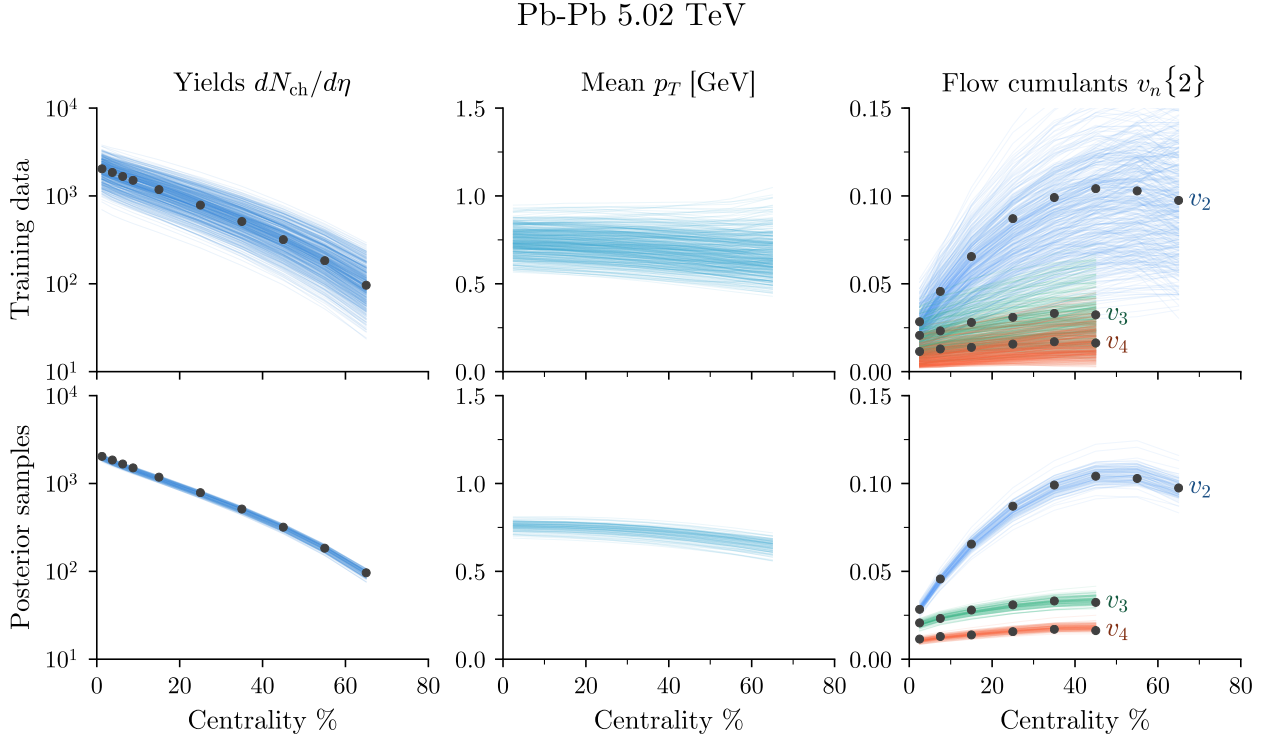 Pb-Pb 5.02 TeV
Yields dN_ch/dη
Mean p_T [GeV]
Flow cumulants v_n{2}
Training data
10^4
10^3
10^2
10^1
1.5
1.0
0.5
0.0
0.15
0.10
0.05
0.00
v_2
v_3
v_4
Posterior samples
10^4
10^3
10^2
10^1
0 20 40 60 80
Centrality %
1.5
1.0
0.5
0.0
0 20 40 60 80
Centrality %
0.15
0.10
0.05
0.00
v_2
v_3
v_4
0 20 40 60 80
Centrality %